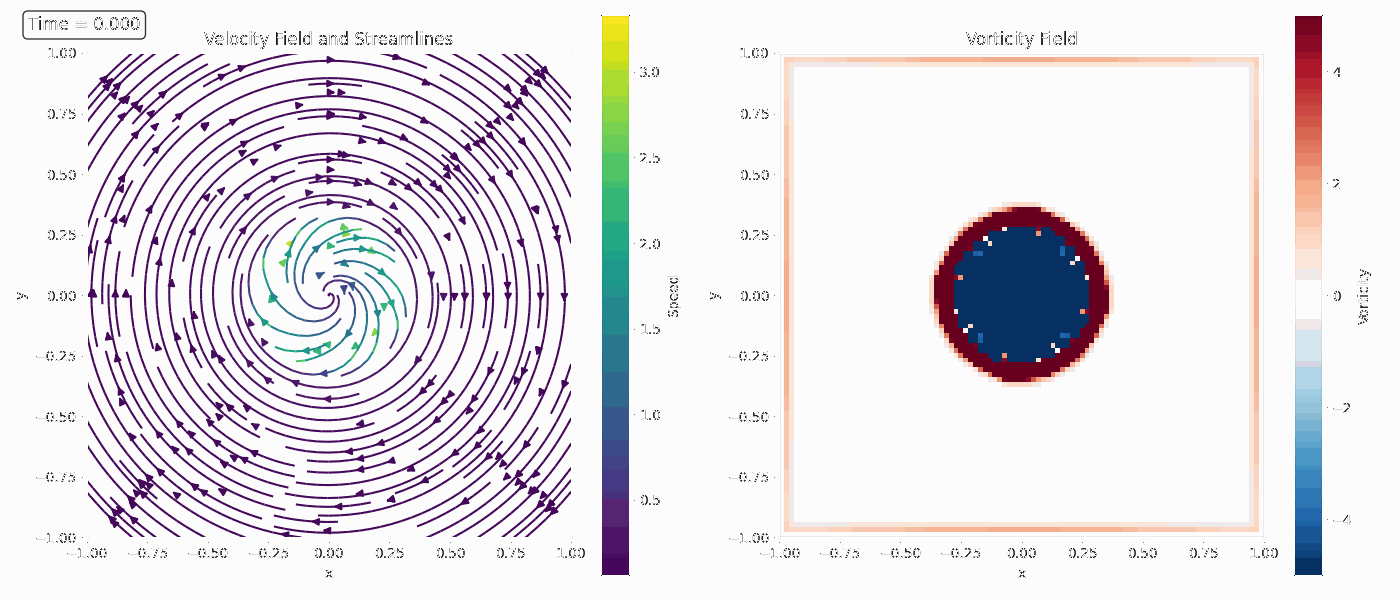 Time = 0.000
Velocity Field and Streamlines
1.00
0.75
0.50
0.25
0.00
−0.25
−0.50
−0.75
−1.00
y
−1.00 −0.75 −0.50 −0.25 0.00 0.25 0.50 0.75 1.00
x
3.0
2.5
2.0
1.5
1.0
0.5
Speed
Vorticity Field
1.00
0.75
0.50
0.25
0.00
−0.25
−0.50
−0.75
−1.00
y
−1.00 −0.75 −0.50 −0.25 0.00 0.25 0.50 0.75 1.00
x
4
2
0
−2
−4
Vorticity